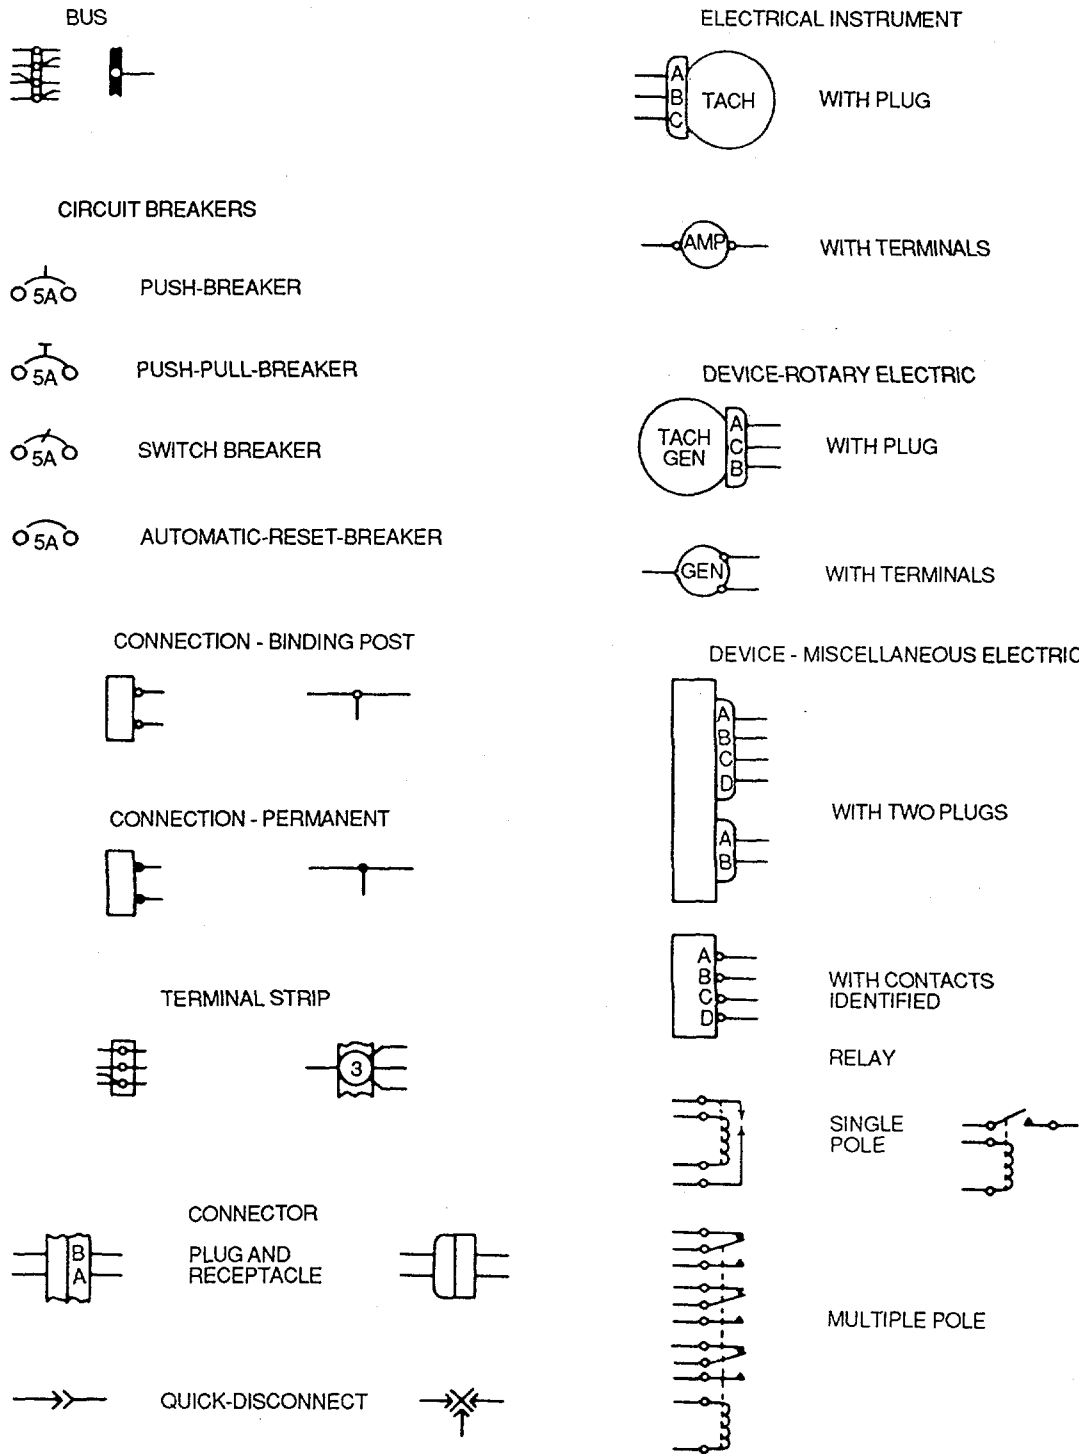 BUS
CIRCUIT BREAKERS
5A
PUSH-BREAKER
5A
PUSH-PULL-BREAKER
5A
SWITCH BREAKER
5A
AUTOMATIC-RESET-BREAKER
CONNECTION - BINDING POST
CONNECTION - PERMANENT
TERMINAL STRIP
3
CONNECTOR
B
A
PLUG AND
RECEPTACLE
QUICK-DISCONNECT
ELECTRICAL INSTRUMENT
A
B
C
TACH
WITH PLUG
AMP
WITH TERMINALS
DEVICE-ROTARY ELECTRIC
TACH
GEN
A
C
B
WITH PLUG
GEN
WITH TERMINALS
DEVICE - MISCELLANEOUS ELECTRIC
A
B
C
D
A
B
WITH TWO PLUGS
A
B
C
D
WITH CONTACTS
IDENTIFIED
RELAY
SINGLE
POLE
MULTIPLE POLE